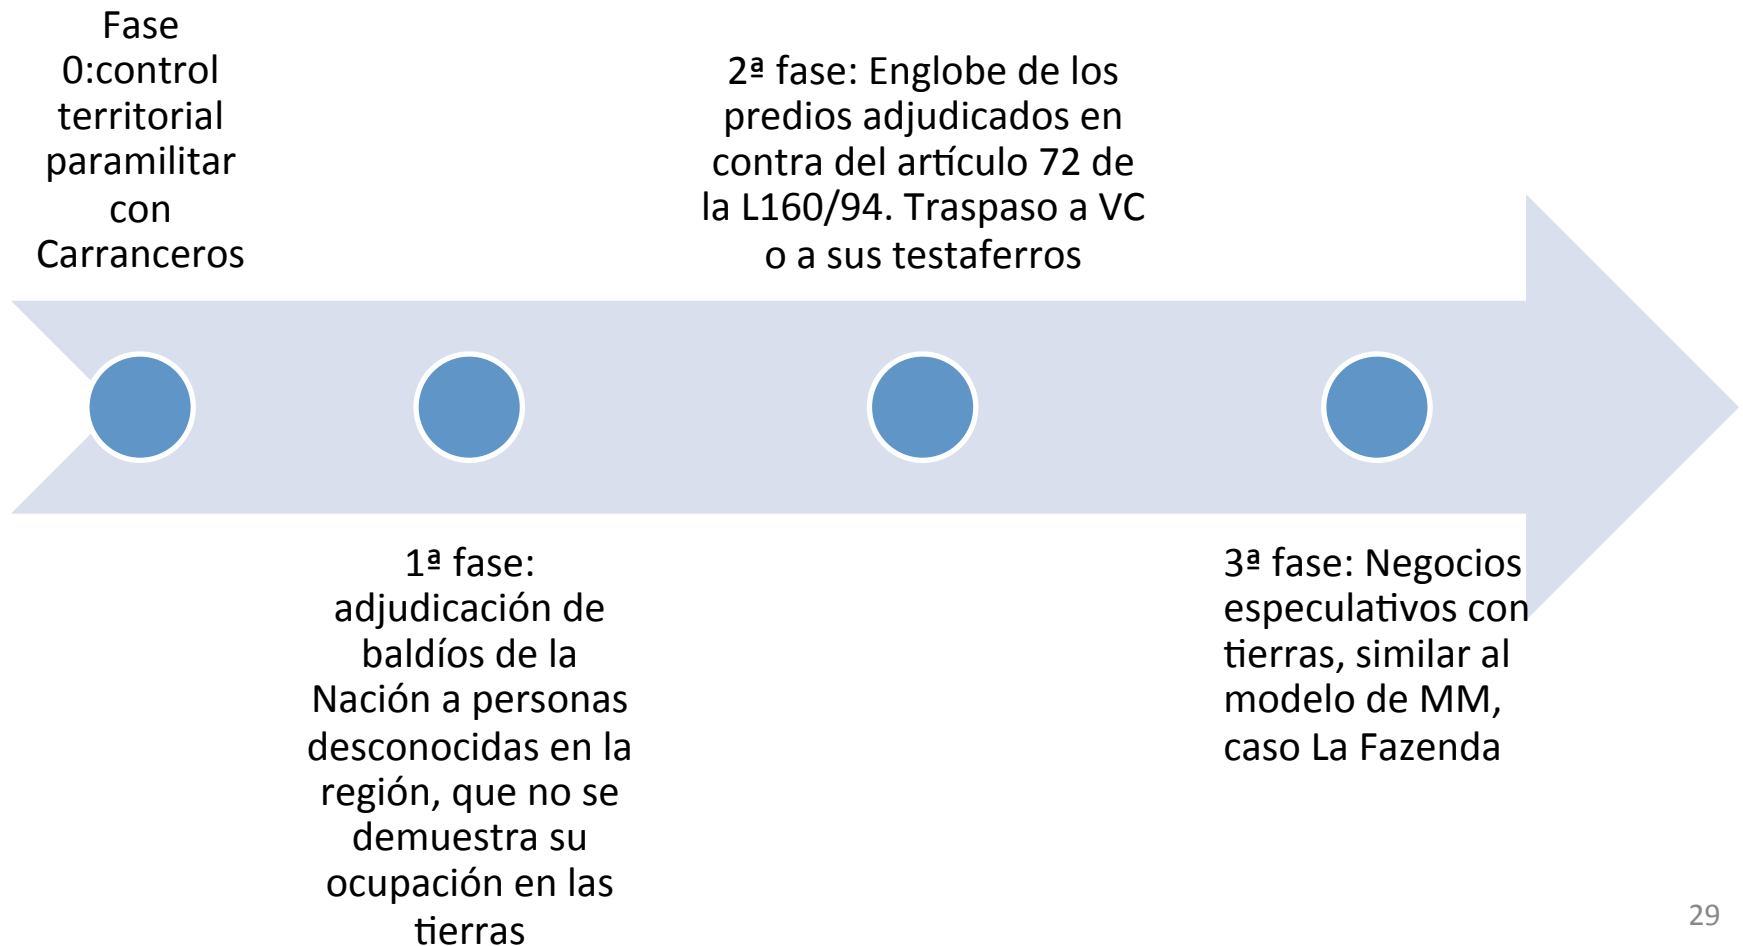 Fase
0:control
territorial
paramilitar
con
Carranceros
1ª fase:
adjudicación de
baldíos de la
Nación a personas
desconocidas en la
región, que no se
demuestra su
ocupación en las
tierras
2ª fase: Englobe de los
predios adjudicados en
contra del artículo 72 de
la L160/94. Traspaso a VC
o a sus testaferros
3ª fase: Negocios
especulativos con
tierras, similar al
modelo de MM,
caso La Fazenda
29